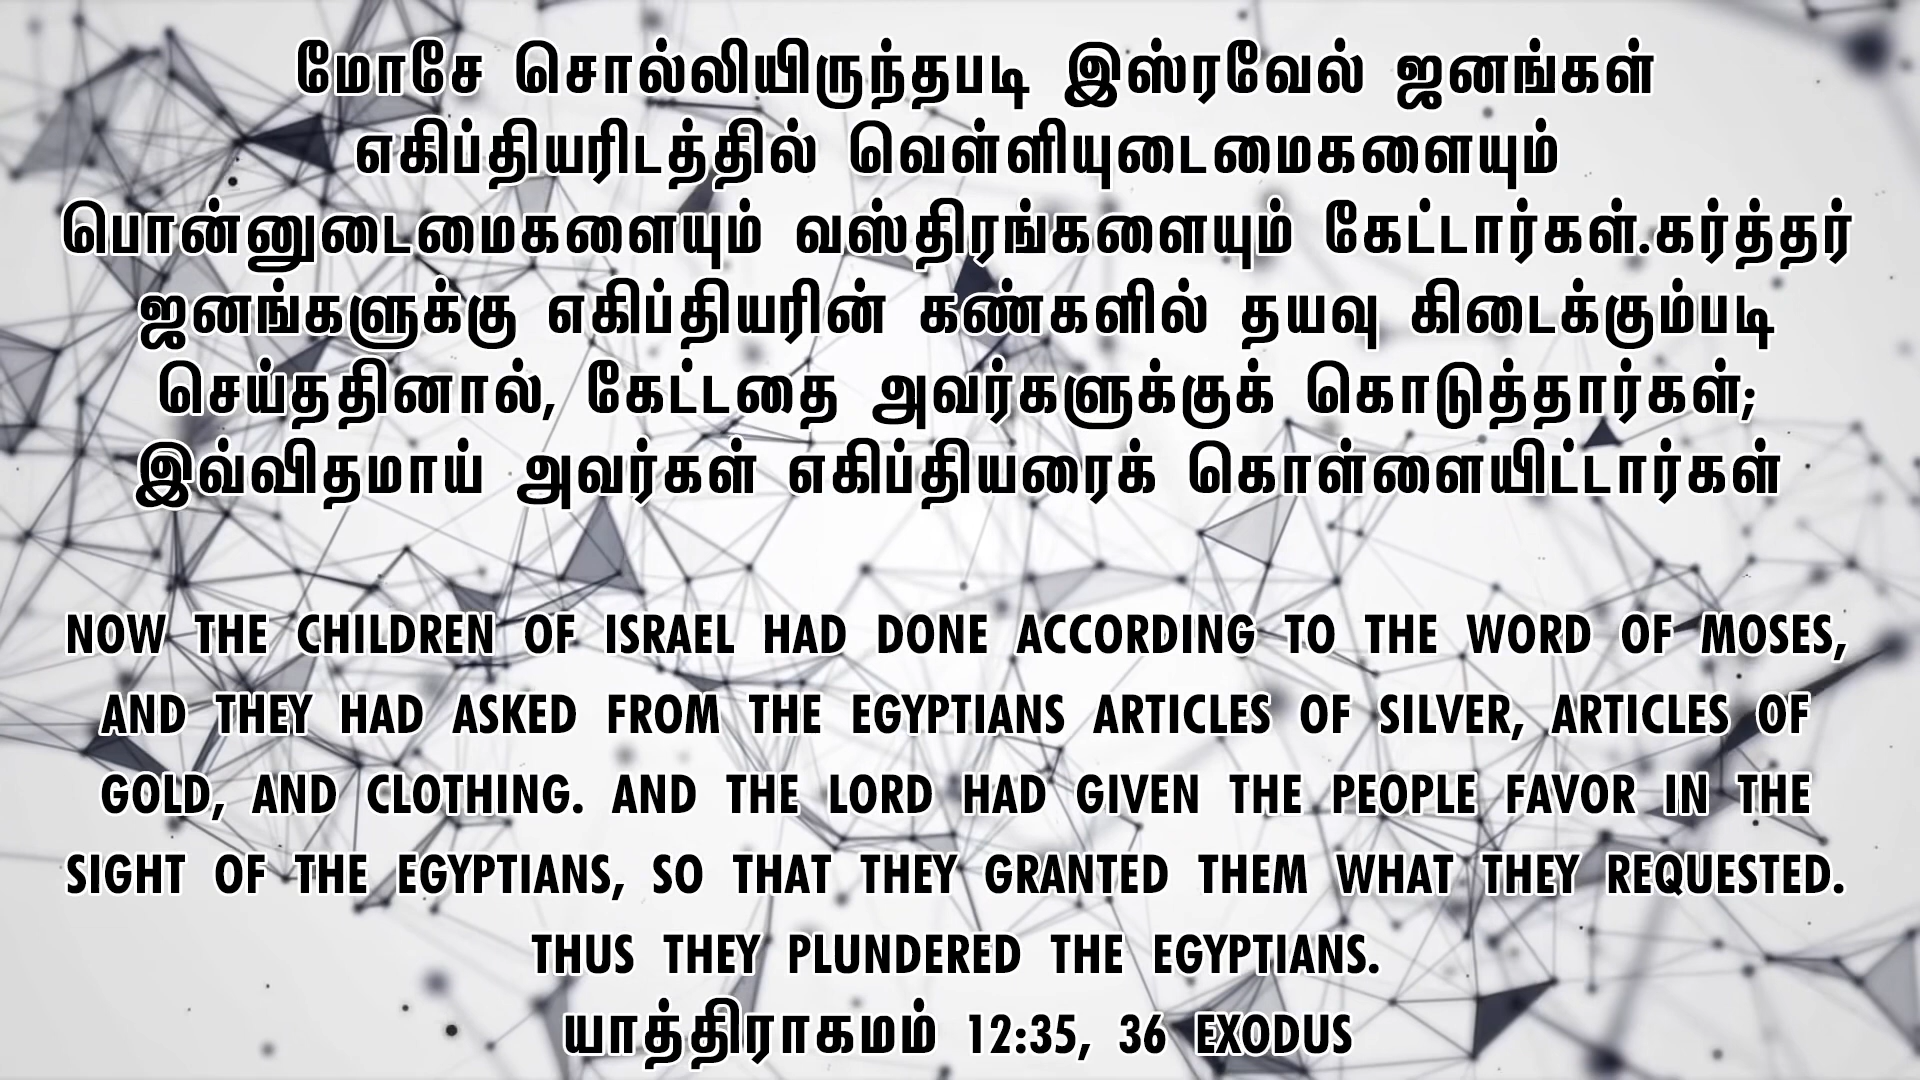 மோசே சொல்லியிருந்தபடி இஸ்ரவேல் ஜனங்கள்
எகிப்தியரிடத்தில் வெள்ளியுடைமைகளையும்
பொன்னுடைமைகளையும் வஸ்திரங்களையும் கேட்டார்கள்.கர்த்தர்
ஜனங்களுக்கு எகிப்தியரின் கண்களில் தயவு கிடைக்கும்படி
செய்ததினால், கேட்டதை அவர்களுக்குக் கொடுத்தார்கள்;
இவ்விதமாய் அவர்கள் எகிப்தியரைக் கொள்ளையிட்டார்கள்
NOW THE CHILDREN OF ISRAEL HAD DONE ACCORDING TO THE WORD OF MOSES,
AND THEY HAD ASKED FROM THE EGYPTIANS ARTICLES OF SILVER, ARTICLES OF
GOLD, AND CLOTHING. AND THE LORD HAD GIVEN THE PEOPLE FAVOR IN THE
SIGHT OF THE EGYPTIANS, SO THAT THEY GRANTED THEM WHAT THEY REQUESTED.
THUS THEY PLUNDERED THE EGYPTIANS.
யாத்திராகமம் 12:35, 36 EXODUS